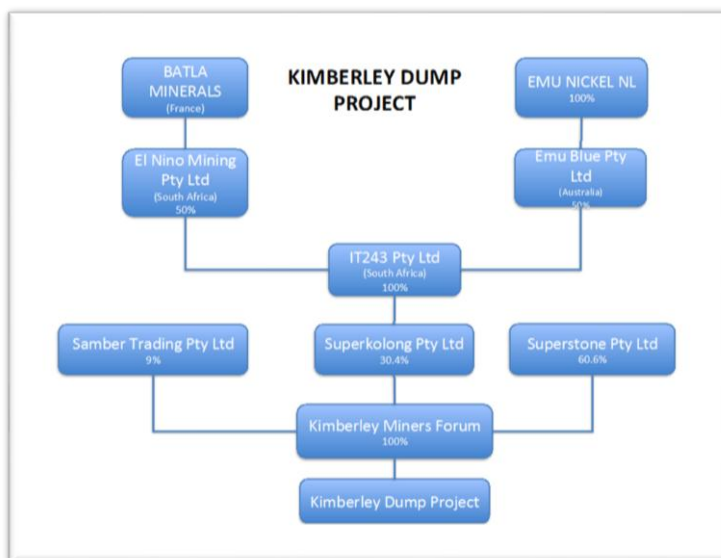 KIMBERLEY DUMP
PROJECT
BATLA
MINERALS
(France)
EMU NICKEL NL
100%
El Nino Mining
Pty Ltd
(South Africa)
50%
Emu Blue Pty
Ltd
(Australia)
50%
IT243 Pty Ltd
(South Africa)
100%
Samber Trading Pty Ltd
9%
Superkolong Pty Ltd
30.4%
Superstone Pty Ltd
60.6%
Kimberley Miners Forum
100%
Kimberley Dump Project